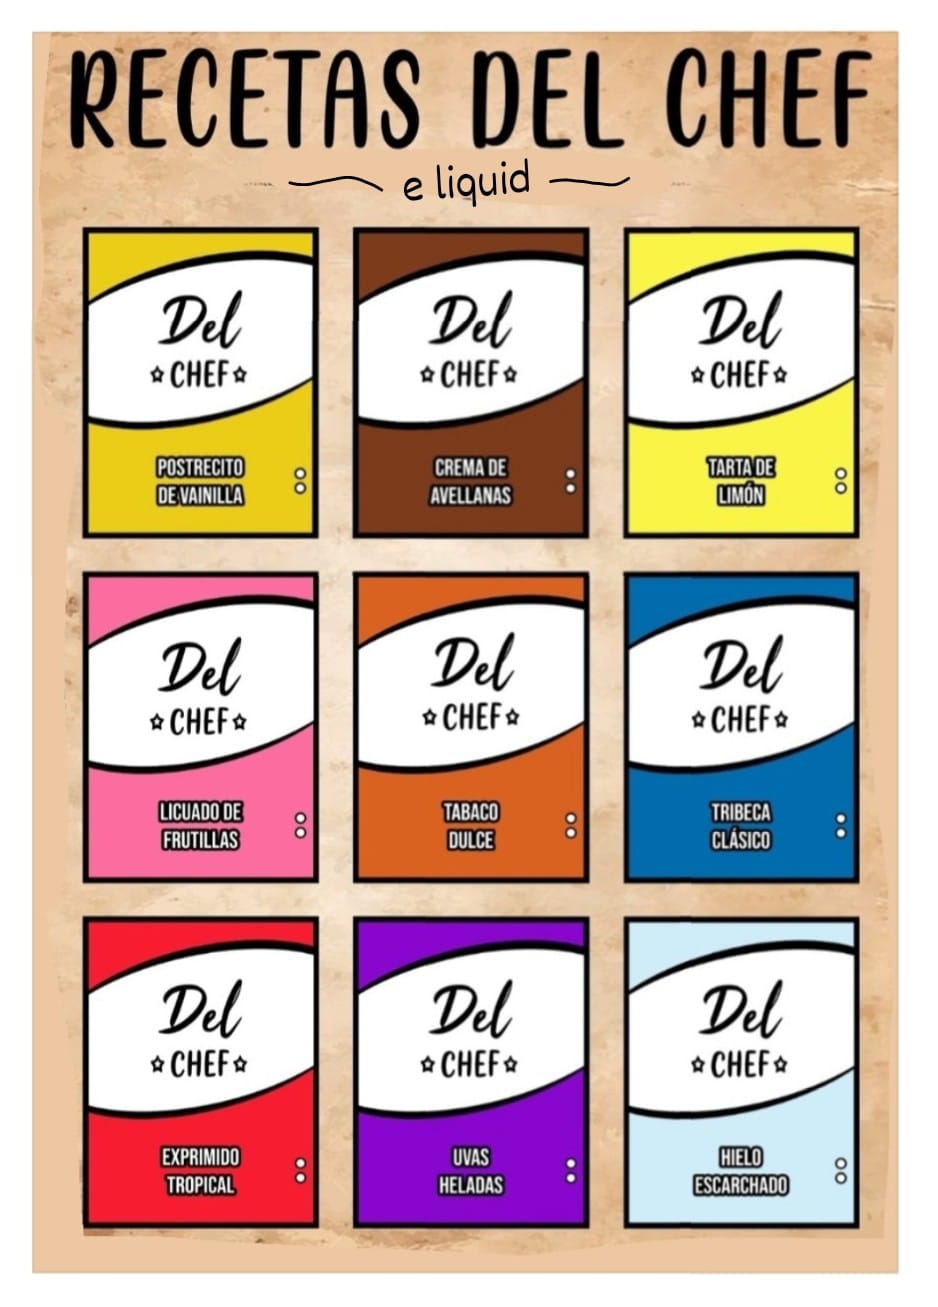 RECETAS DEL CHEF
e liquid
Del
CHEF
POSTRECITO
DE VAINILLA
Del
CHEF
CREMA DE
AVELLANAS
Del
CHEF
TARTA DE
LIMÓN
Del
CHEF
LICUADO DE
FRUTILLAS
Del
CHEF
TABACO
DULCE
Del
CHEF
TRIBECA
CLÁSICO
Del
CHEF
EXPRIMIDO
TROPICAL
Del
CHEF
UVAS
HELADAS
Del
CHEF
HIELO
ESCARCHADO